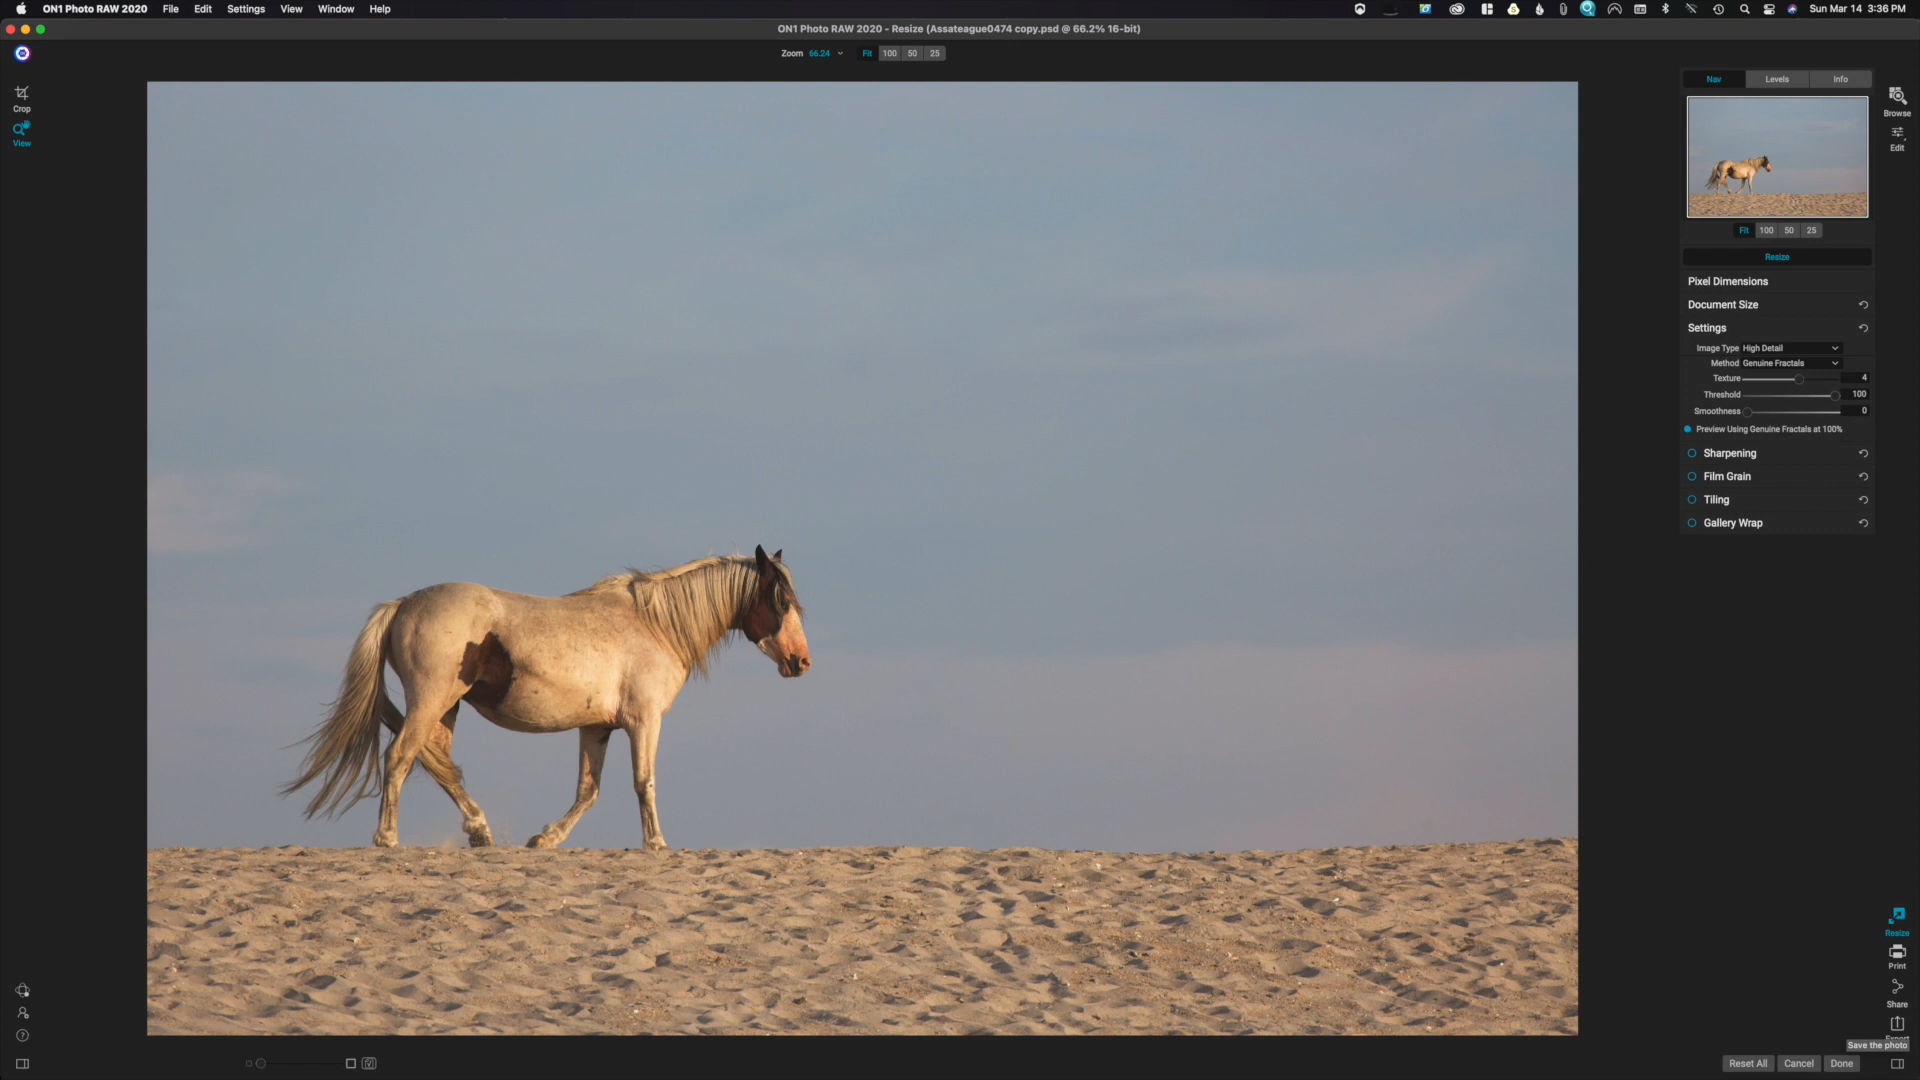 ON1 Photo RAW 2020 File Edit Settings View Window Help Sun Mar 14 3:36 PM
ON1 Photo RAW 2020 - Resize (Assateague0474 copy.psd @ 66.2% 16-bit)
Zoom 66.24 Fit 100 50 25
Crop
View
Nav Levels Info
Browse
Edit
Fit 100 50 25
Resize
Pixel Dimensions
Document Size
Settings
Image Type High Detail
Method Genuine Fractals
Texture 4
Threshold 100
Smoothness 0
Preview Using Genuine Fractals at 100%
Sharpening
Film Grain
Tiling
Gallery Wrap
Resize
Print
Share
Export
Save the photo
Reset All Cancel Done